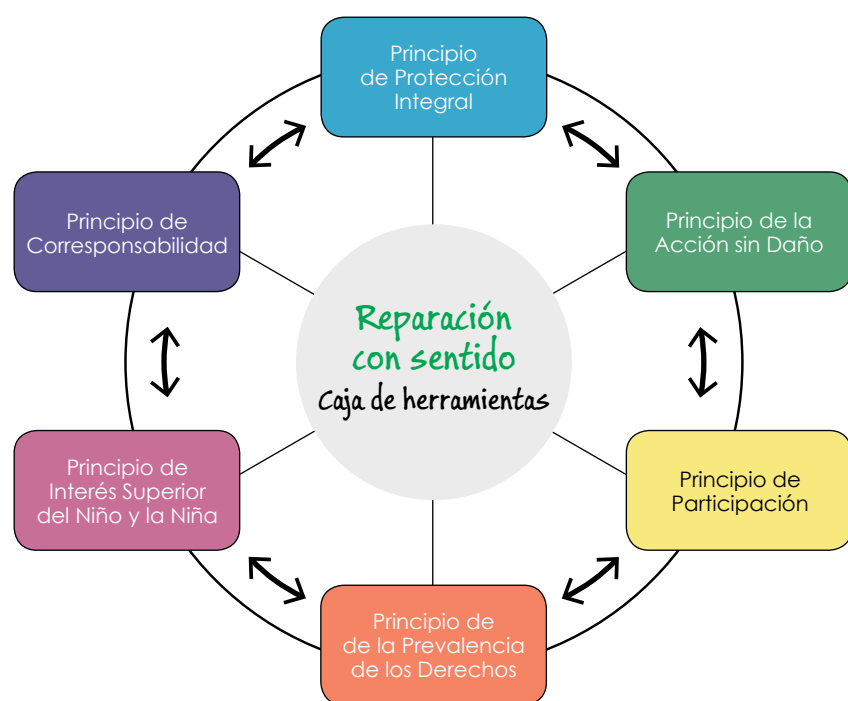 Principio
de Protección
Integral
Principio de
Corresponsabilidad
Principio de la
Acción sin Daño
Reparación
con sentido
Caja de herramientas
Principio de
Interés Superior
del Niño y la Niña
Principio de
Participación
Principio de
de la Prevalencia
de los Derechos